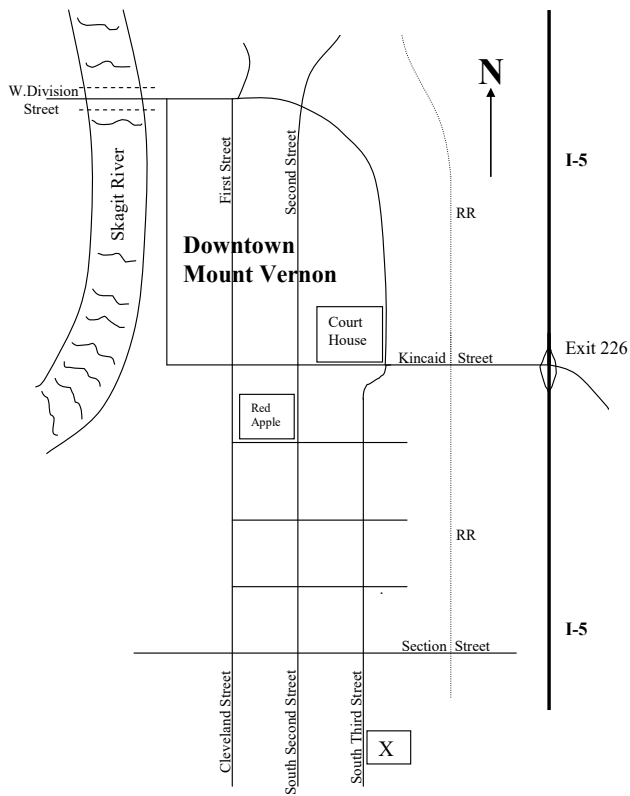 W.Division
Street
N
I-5
First Street
Second Street
Skagit River
RR
Downtown
Mount Vernon
Court
House
Exit 226
Kincaid Street
Red
Apple
RR
I-5
Section Street
Cleveland Street
South Second Street
South Third Street
X